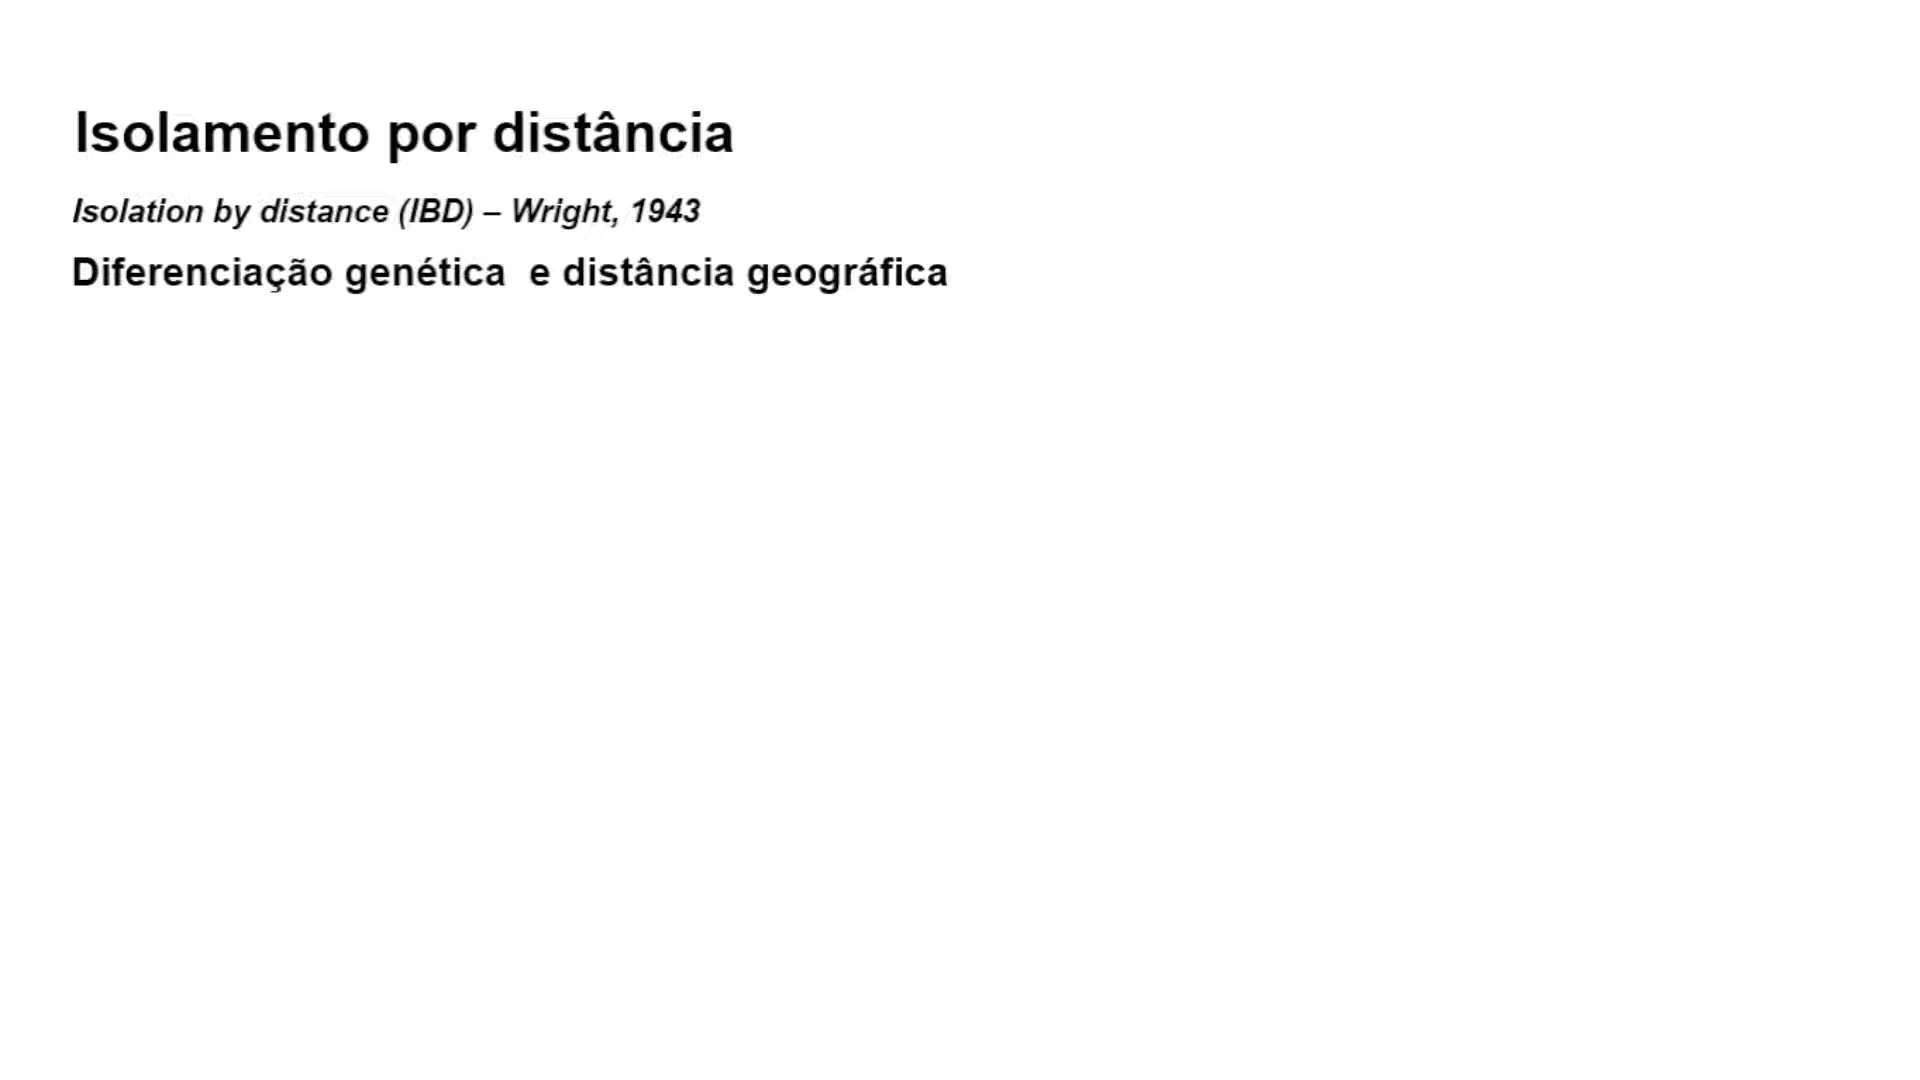 Isolamento por distância
Isolation by distance (IBD) – Wright, 1943
Diferenciação genética  e distância geográfica